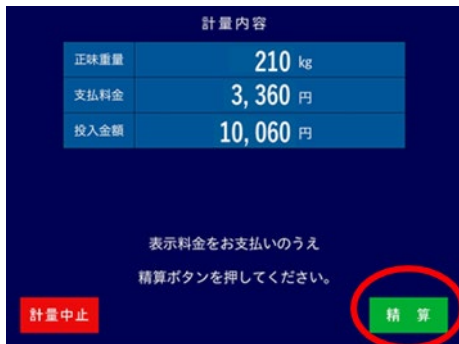 計量内容
正味重量 210 kg
支払料金 3,360 円
投入金額 10,060 円
表示料金をお支払いのうえ
精算ボタンを押してください。
計量中止 精算